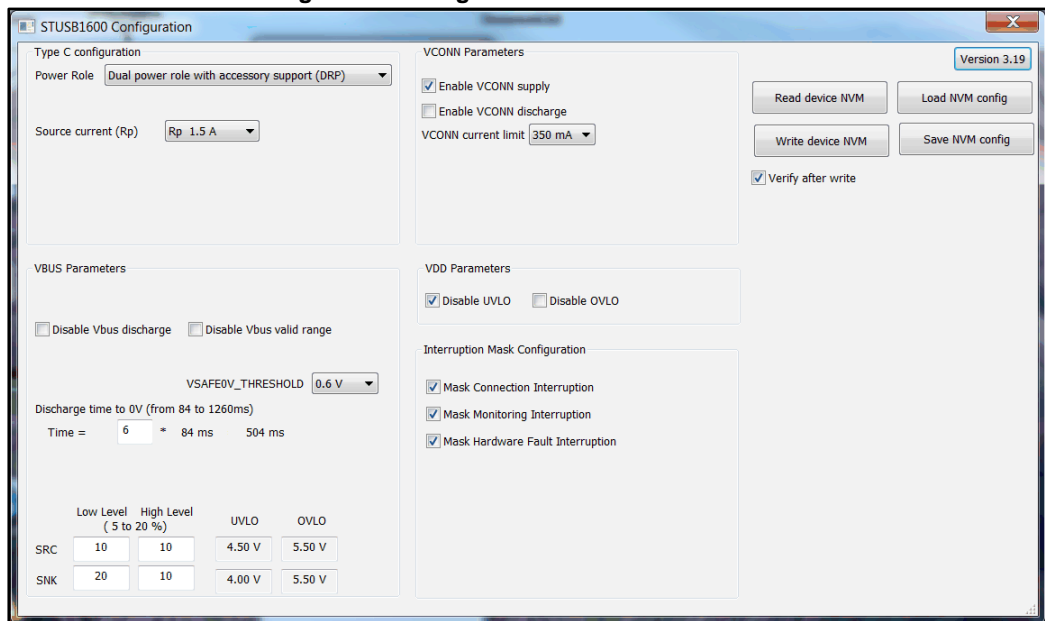 STUSB1600 Configuration
Type C configuration
Power Role Dual power role with accessory support (DRP)
Source current (Rp) Rp 1.5 A
VCONN Parameters
Enable VCONN supply
Enable VCONN discharge
VCONN current limit 350 mA
Version 3.19
Read device NVM Load NVM config
Write device NVM Save NVM config
Verify after write
VBUS Parameters
Disable Vbus discharge Disable Vbus valid range
VSAFE0V_THRESHOLD 0.6 V
Discharge time to 0V (from 84 to 1260ms)
Time = 6 * 84 ms 504 ms
Low Level High Level UVLO OVLO
( 5 to 20 %)
SRC 10 10 4.50 V 5.50 V
SNK 20 10 4.00 V 5.50 V
VDD Parameters
Disable UVLO Disable OVLO
Interruption Mask Configuration
Mask Connection Interruption
Mask Monitoring Interruption
Mask Hardware Fault Interruption